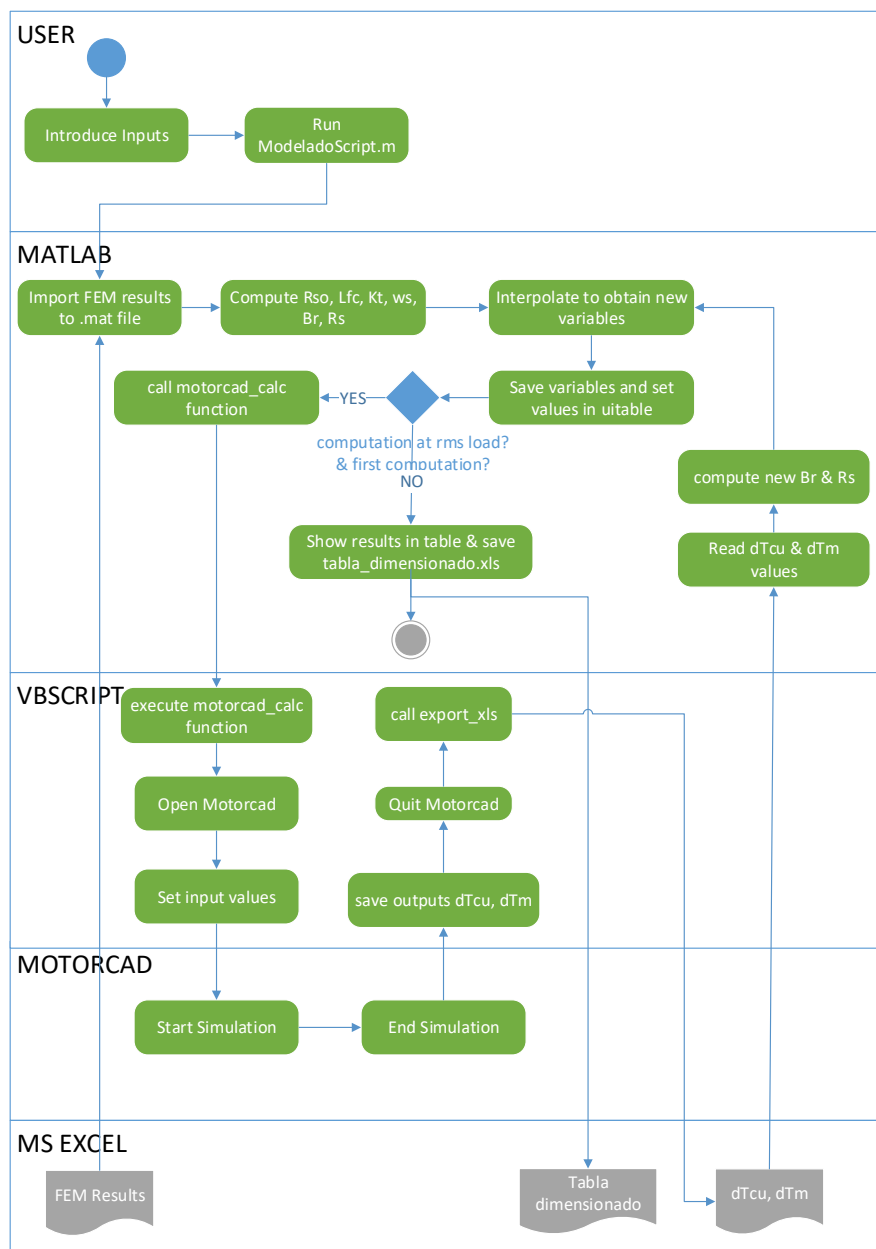 USER
Introduce Inputs
Run
ModeladoScript.m
MATLAB
Import FEM results
to .mat file
Compute Rso, Lfc, Kt, ws,
Br, Rs
Interpolate to obtain new
variables
call motorcad_calc
function
YES
Save variables and set
values in uitable
computation at rms load?
& first computation?
NO
compute new Br & Rs
Show results in table & save
tabla_dimensionado.xls
Read dTcu & dTm
values
VBSCRIPT
execute motorcad_calc
function
call export_xls
Open Motorcad
Quit Motorcad
Set input values
save outputs dTcu, dTm
MOTORCAD
Start Simulation
End Simulation
MS EXCEL
FEM Results
Tabla
dimensionado
dTcu, dTm